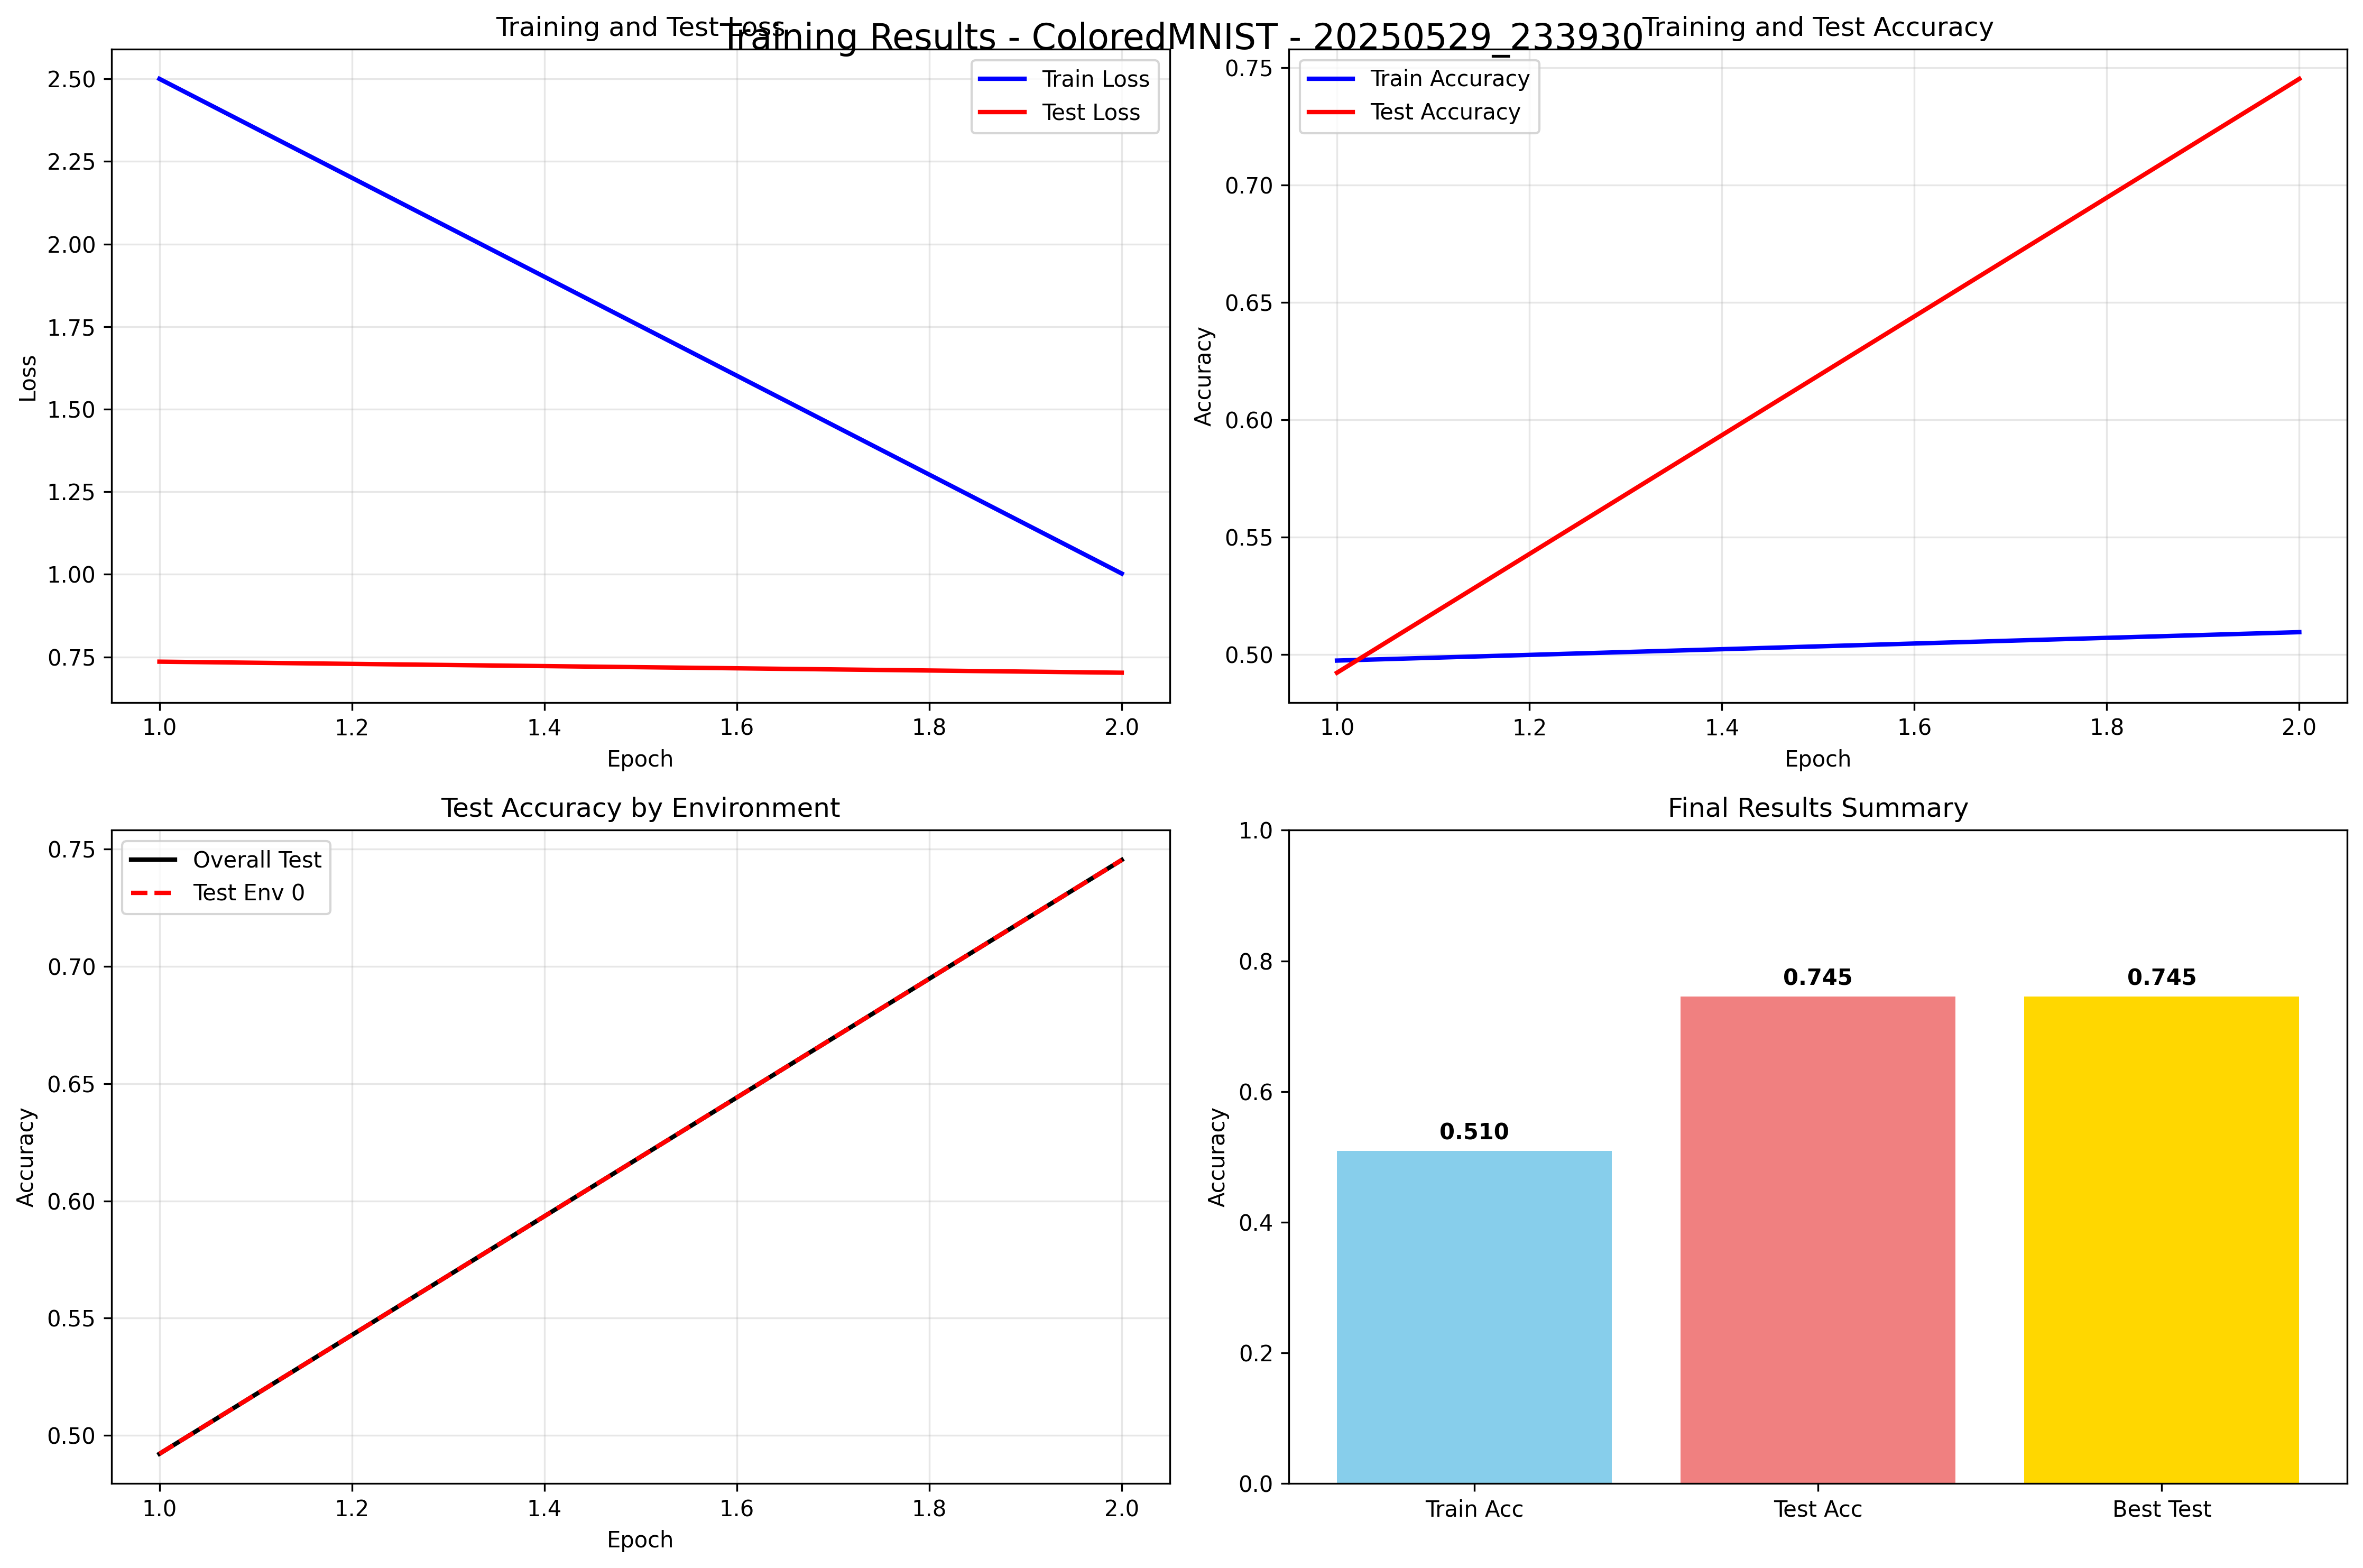 Training Results - ColoredMNIST - 20250529_233930
Training and Test Loss
Train Loss
Test Loss
2.50
2.25
2.00
1.75
1.50
1.25
1.00
0.75
Loss
1.0 1.2 1.4 1.6 1.8 2.0
Epoch
Training and Test Accuracy
Train Accuracy
Test Accuracy
0.75
0.70
0.65
0.60
0.55
0.50
Accuracy
1.0 1.2 1.4 1.6 1.8 2.0
Epoch
Test Accuracy by Environment
Overall Test
Test Env 0
0.75
0.70
0.65
0.60
0.55
0.50
Accuracy
1.0 1.2 1.4 1.6 1.8 2.0
Epoch
Final Results Summary
1.0
0.8
0.6
0.4
0.2
0.0
Accuracy
0.510
0.745
0.745
Train Acc Test Acc Best Test